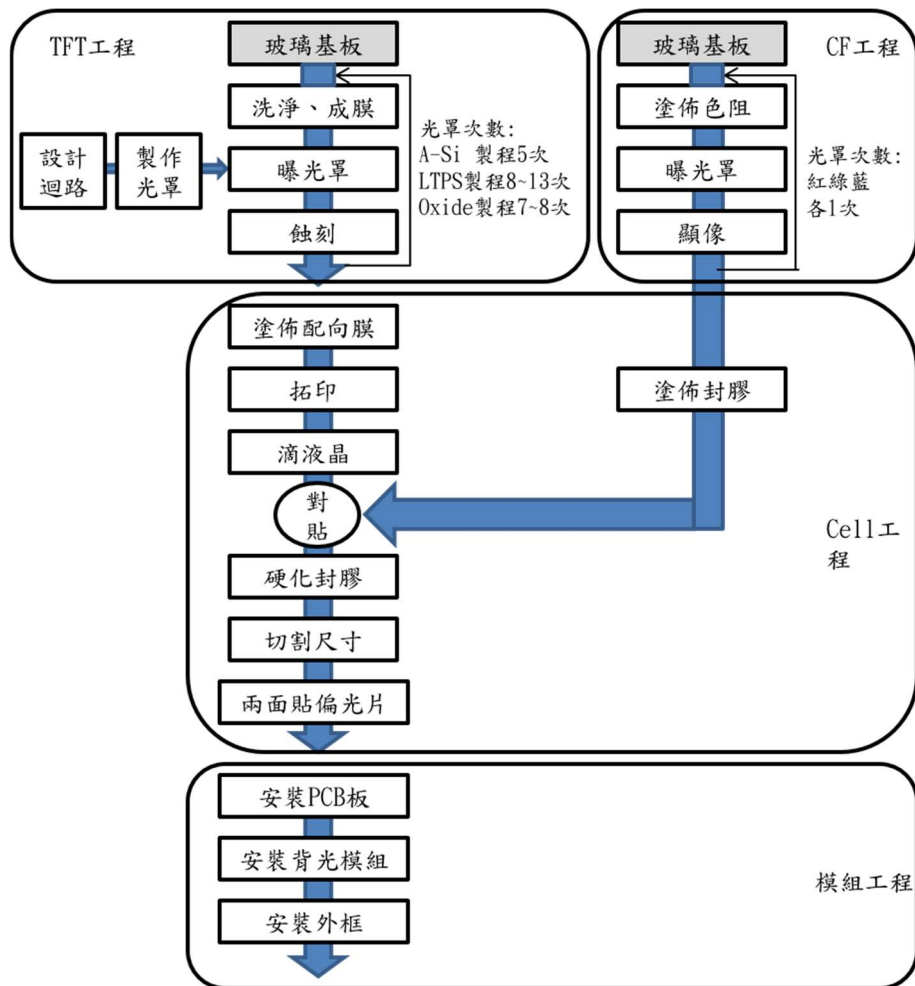 TFT工程
玻璃基板
洗淨、成膜
設計
迴路
製作
光罩
曝光罩
蝕刻
光罩次數:
A-Si 製程5次
LTPS製程8~13次
Oxide製程7~8次
CF工程
玻璃基板
塗佈色阻
曝光罩
顯像
光罩次數:
紅綠藍
各1次
塗佈配向膜
拓印
滴液晶
塗佈封膠
對
貼
硬化封膠
切割尺寸
兩面貼偏光片
Cell工
程
安裝PCB板
安裝背光模組
安裝外框
模組工程